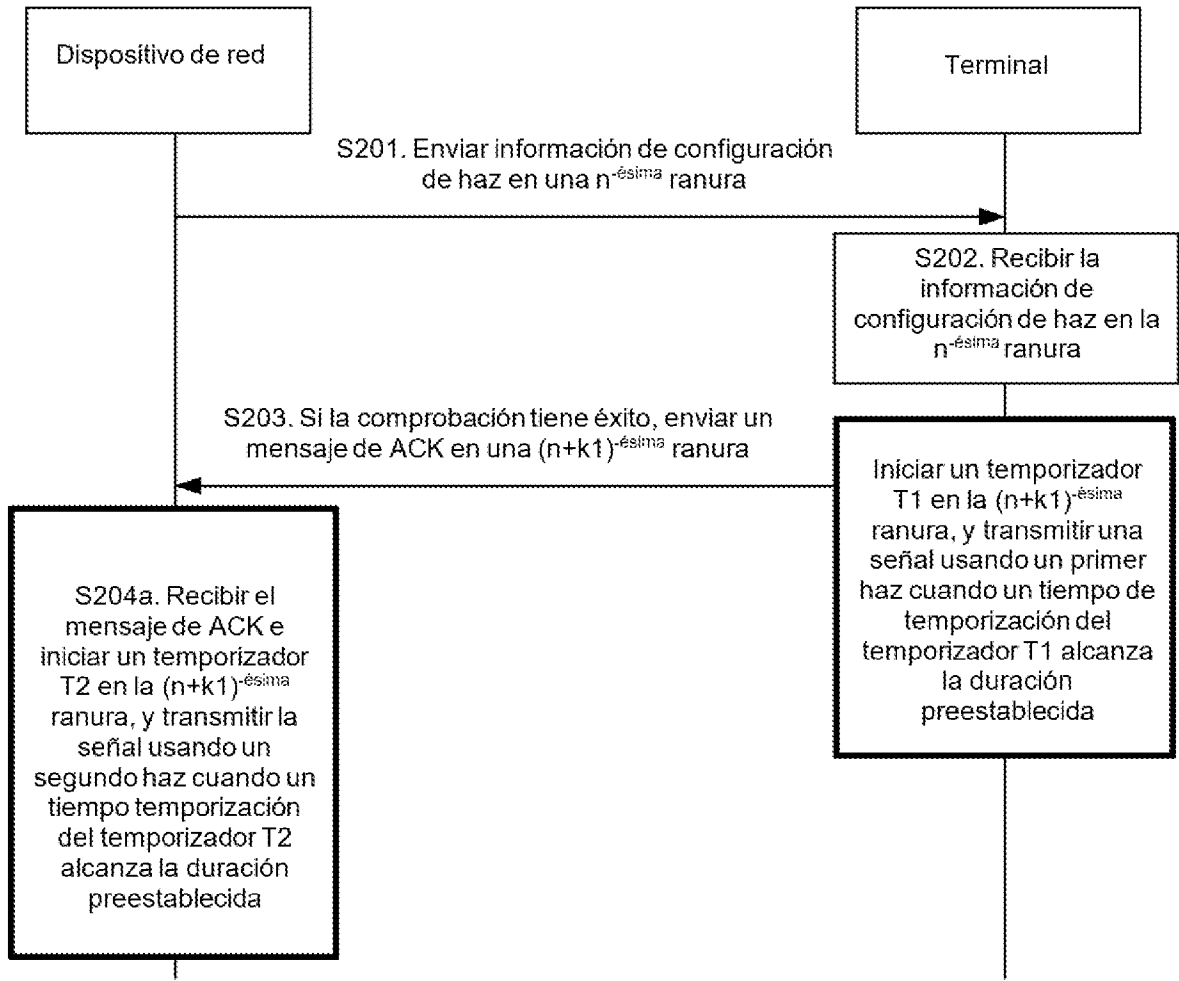 Dispositivo de red
Terminal
S201. Enviar información de configuración
de haz en una n-ésima ranura
S202. Recibir la
información de
configuración de haz en la
n-ésima ranura
S203. Si la comprobación tiene éxito, enviar un
mensaje de ACK en una (n+k1)-ésima ranura
Iniciar un temporizador
T1 en la (n+k1)-ésima
ranura, y transmitir una
señal usando un primer
haz cuando un tiempo de
temporización del
temporizador T1 alcanza
la duración
preestablecida
S204a. Recibir el
mensaje de ACK e
iniciar un temporizador
T2 en la (n+k1)-ésima
ranura, y transmitir la
señal usando un
segundo haz cuando un
tiempo temporización
del temporizador T2
alcanza la duración
preestablecida